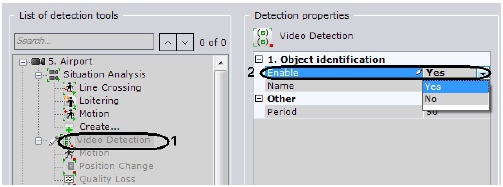 List of detection tools
Search...
0 of 0
5. Airport
Situation Analysis
Line Crossing
Loitering
Motion
Create...
Video Detection 1
Motion
Position Change
Quality Loss
Detection properties
Video Detection
1. Object identification
2 Enable Yes
Name Yes
No
Other
Period 50